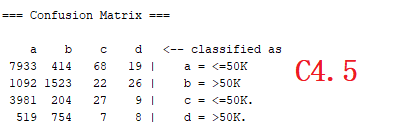 === Confusion Matrix ===
a b c d <-- classified as
7933 414 68 19 | a = <=50K
1092 1523 22 26 | b = >50K
3981 204 27 9 | c = <=50K.
519 754 7 8 | d = >50K.
C4.5